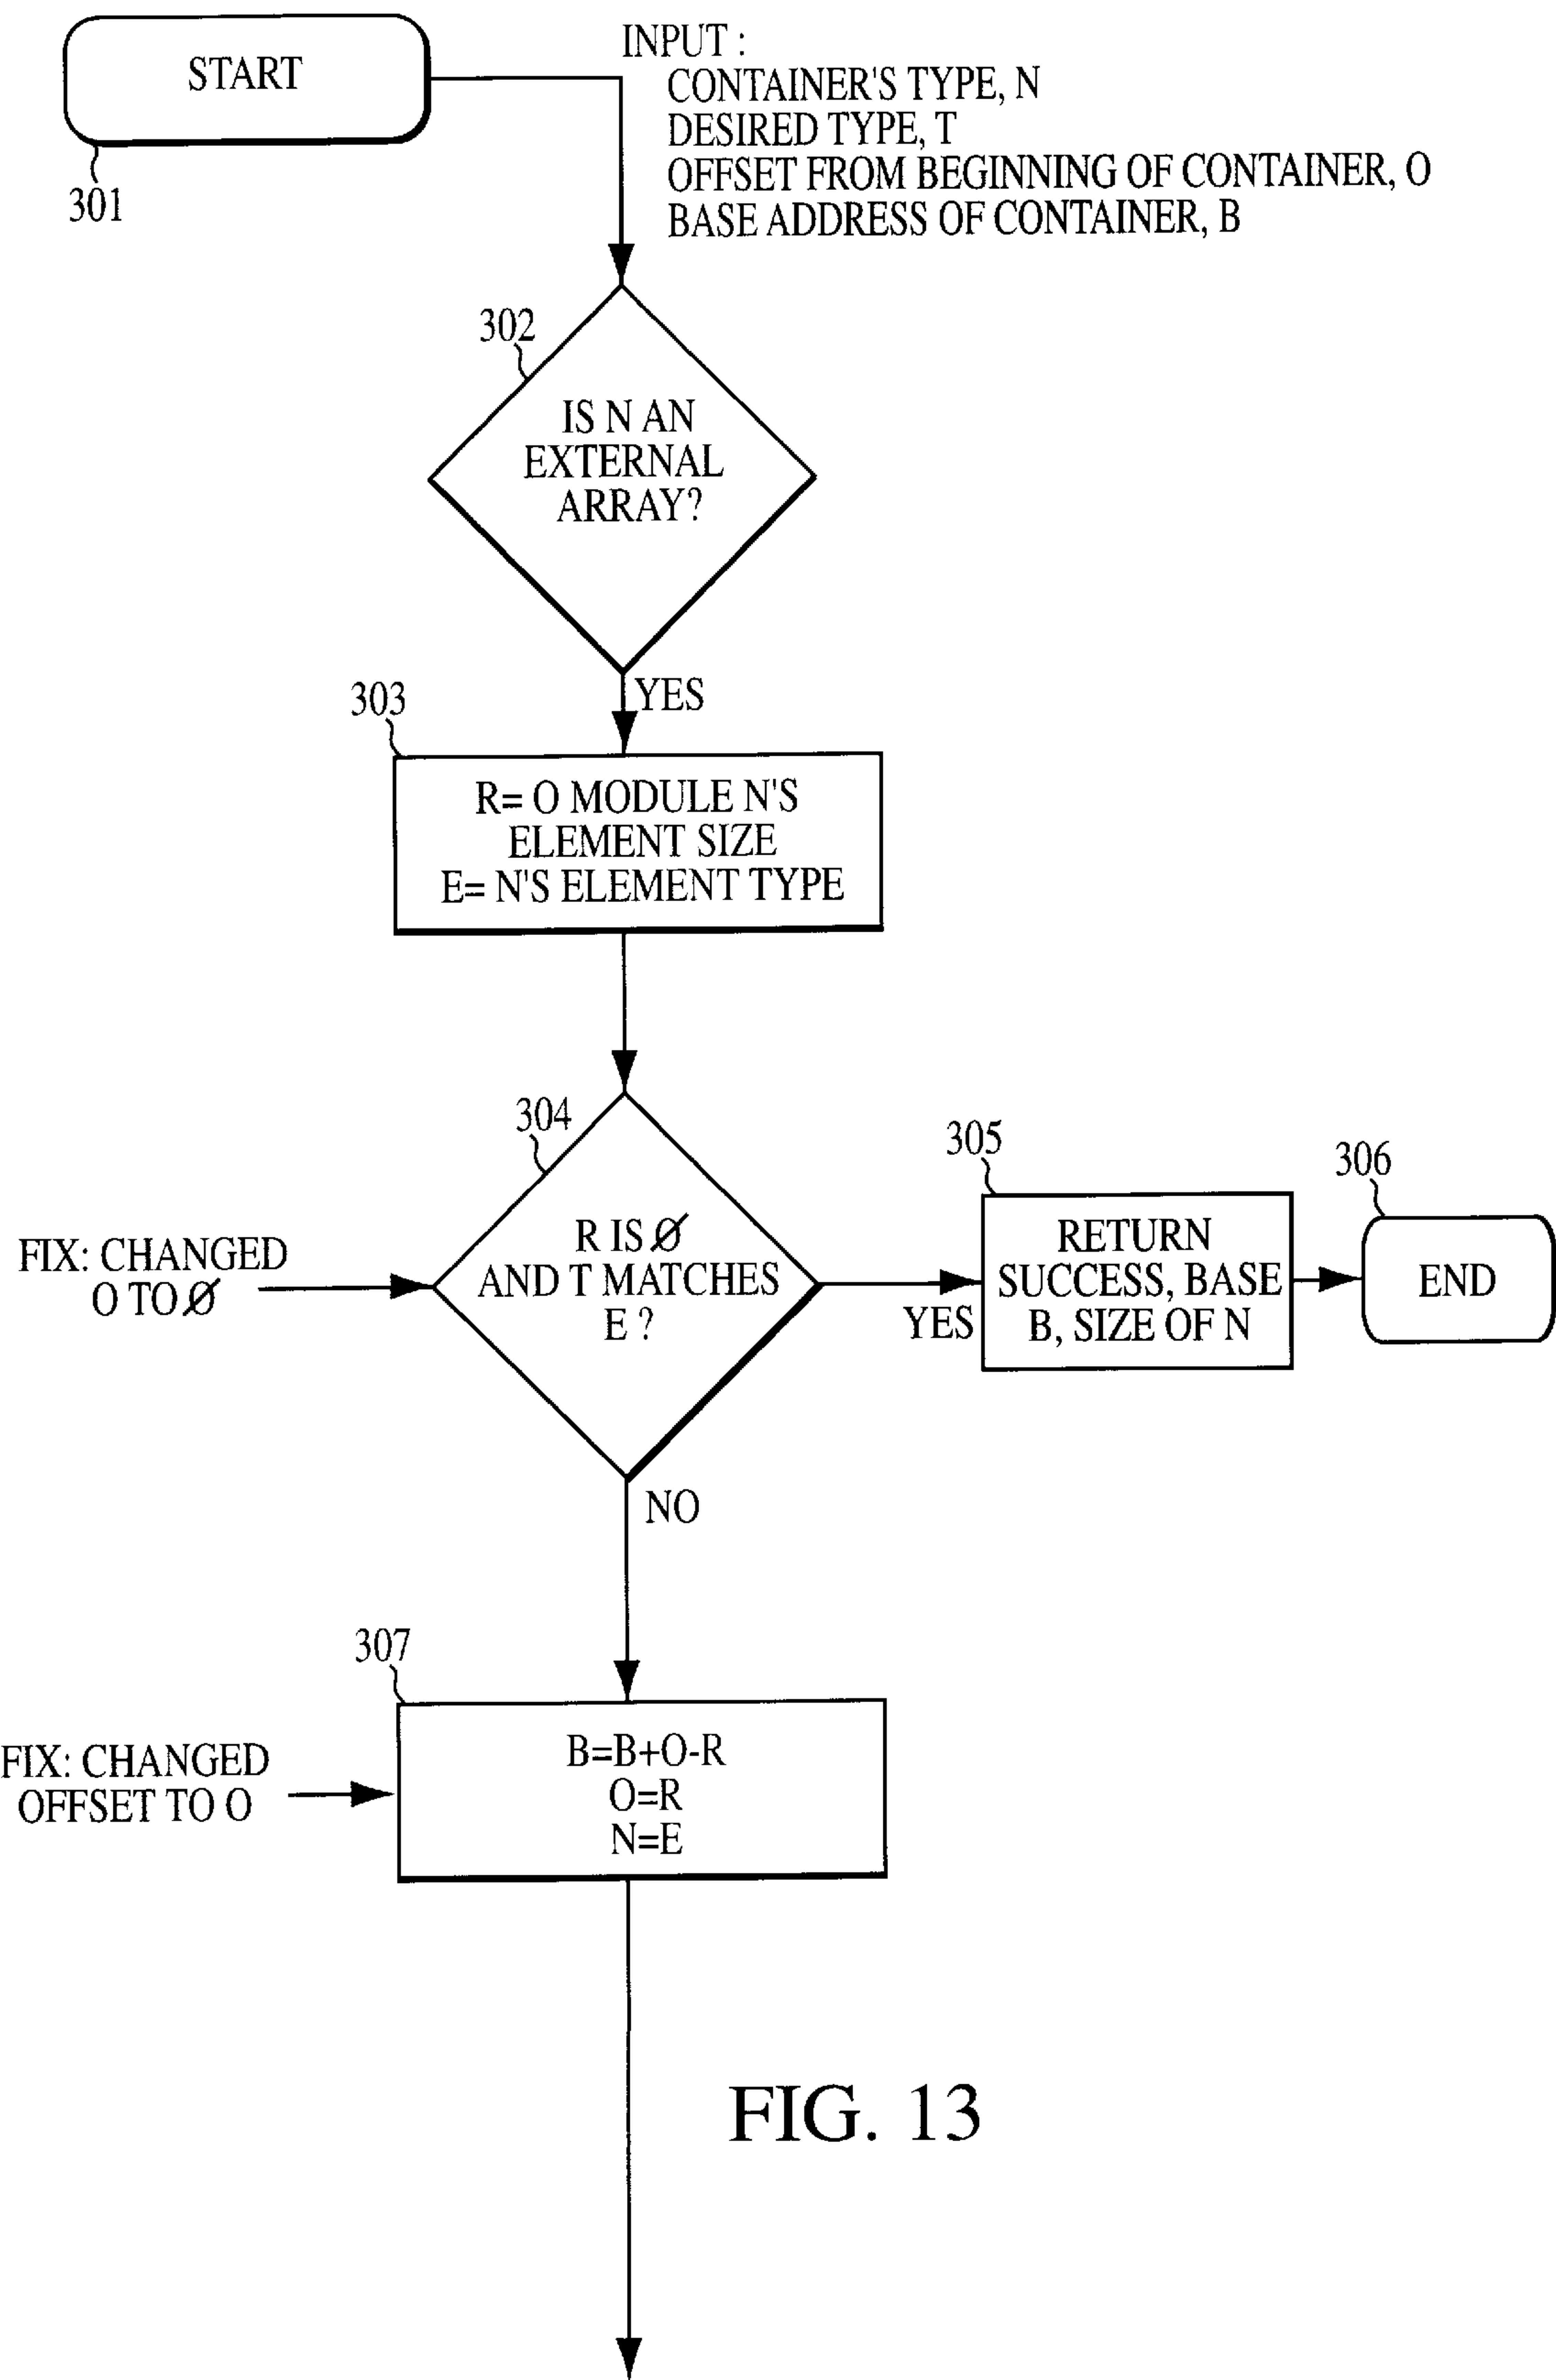 START
301
INPUT :
CONTAINER'S TYPE, N
DESIRED TYPE, T
OFFSET FROM BEGINNING OF CONTAINER, O
BASE ADDRESS OF CONTAINER, B
302
IS N AN
EXTERNAL
ARRAY?
YES
303
R= O MODULE N'S
ELEMENT SIZE
E= N'S ELEMENT TYPE
304
R IS Ø
AND T MATCHES
E ?
FIX: CHANGED
O TO Ø
YES
305
RETURN
SUCCESS, BASE
B, SIZE OF N
306
END
NO
307
B=B+O-R
O=R
N=E
FIX: CHANGED
OFFSET TO O
FIG. 13